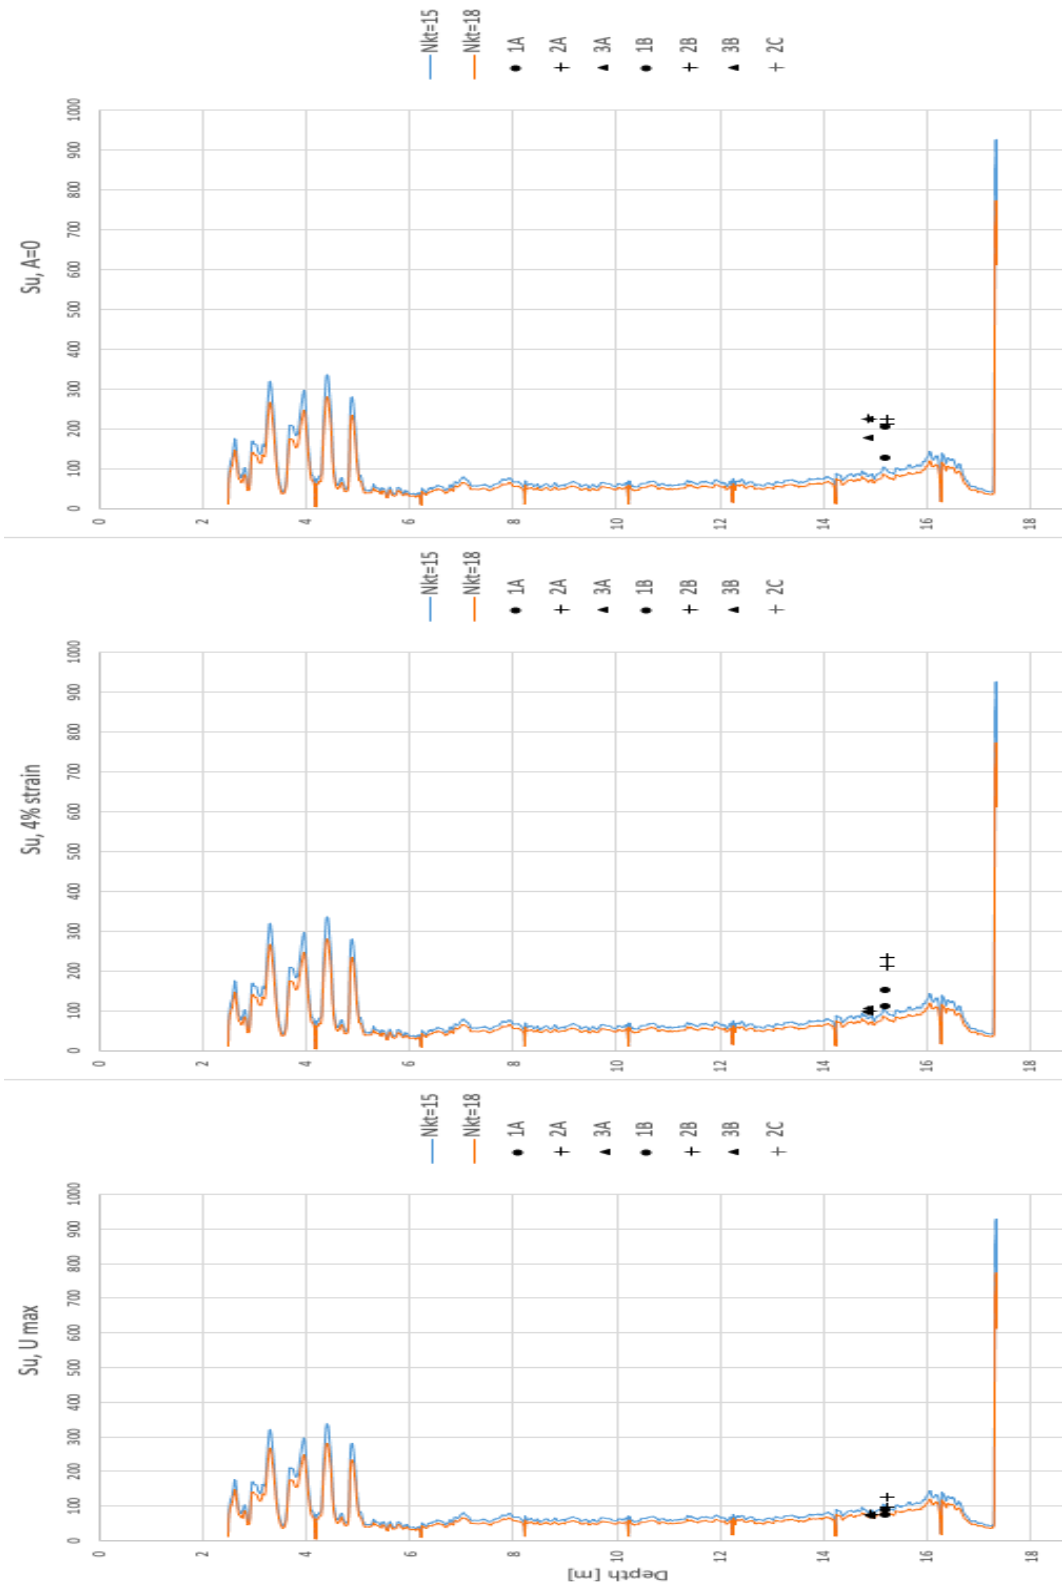 Su, U max
0
100
200
300
400
500
600
700
800
900
1000
0
2
4
6
8
10
12
14
16
18
Depth [m]
Nkt=15
Nkt=18
1A
2A
3A
1B
2B
3B
2C
Su, 4% strain
0
100
200
300
400
500
600
700
800
900
1000
0
2
4
6
8
10
12
14
16
18
Nkt=15
Nkt=18
1A
2A
3A
1B
2B
3B
2C
Su, A=0
0
100
200
300
400
500
600
700
800
900
1000
0
2
4
6
8
10
12
14
16
18
Nkt=15
Nkt=18
1A
2A
3A
1B
2B
3B
2C